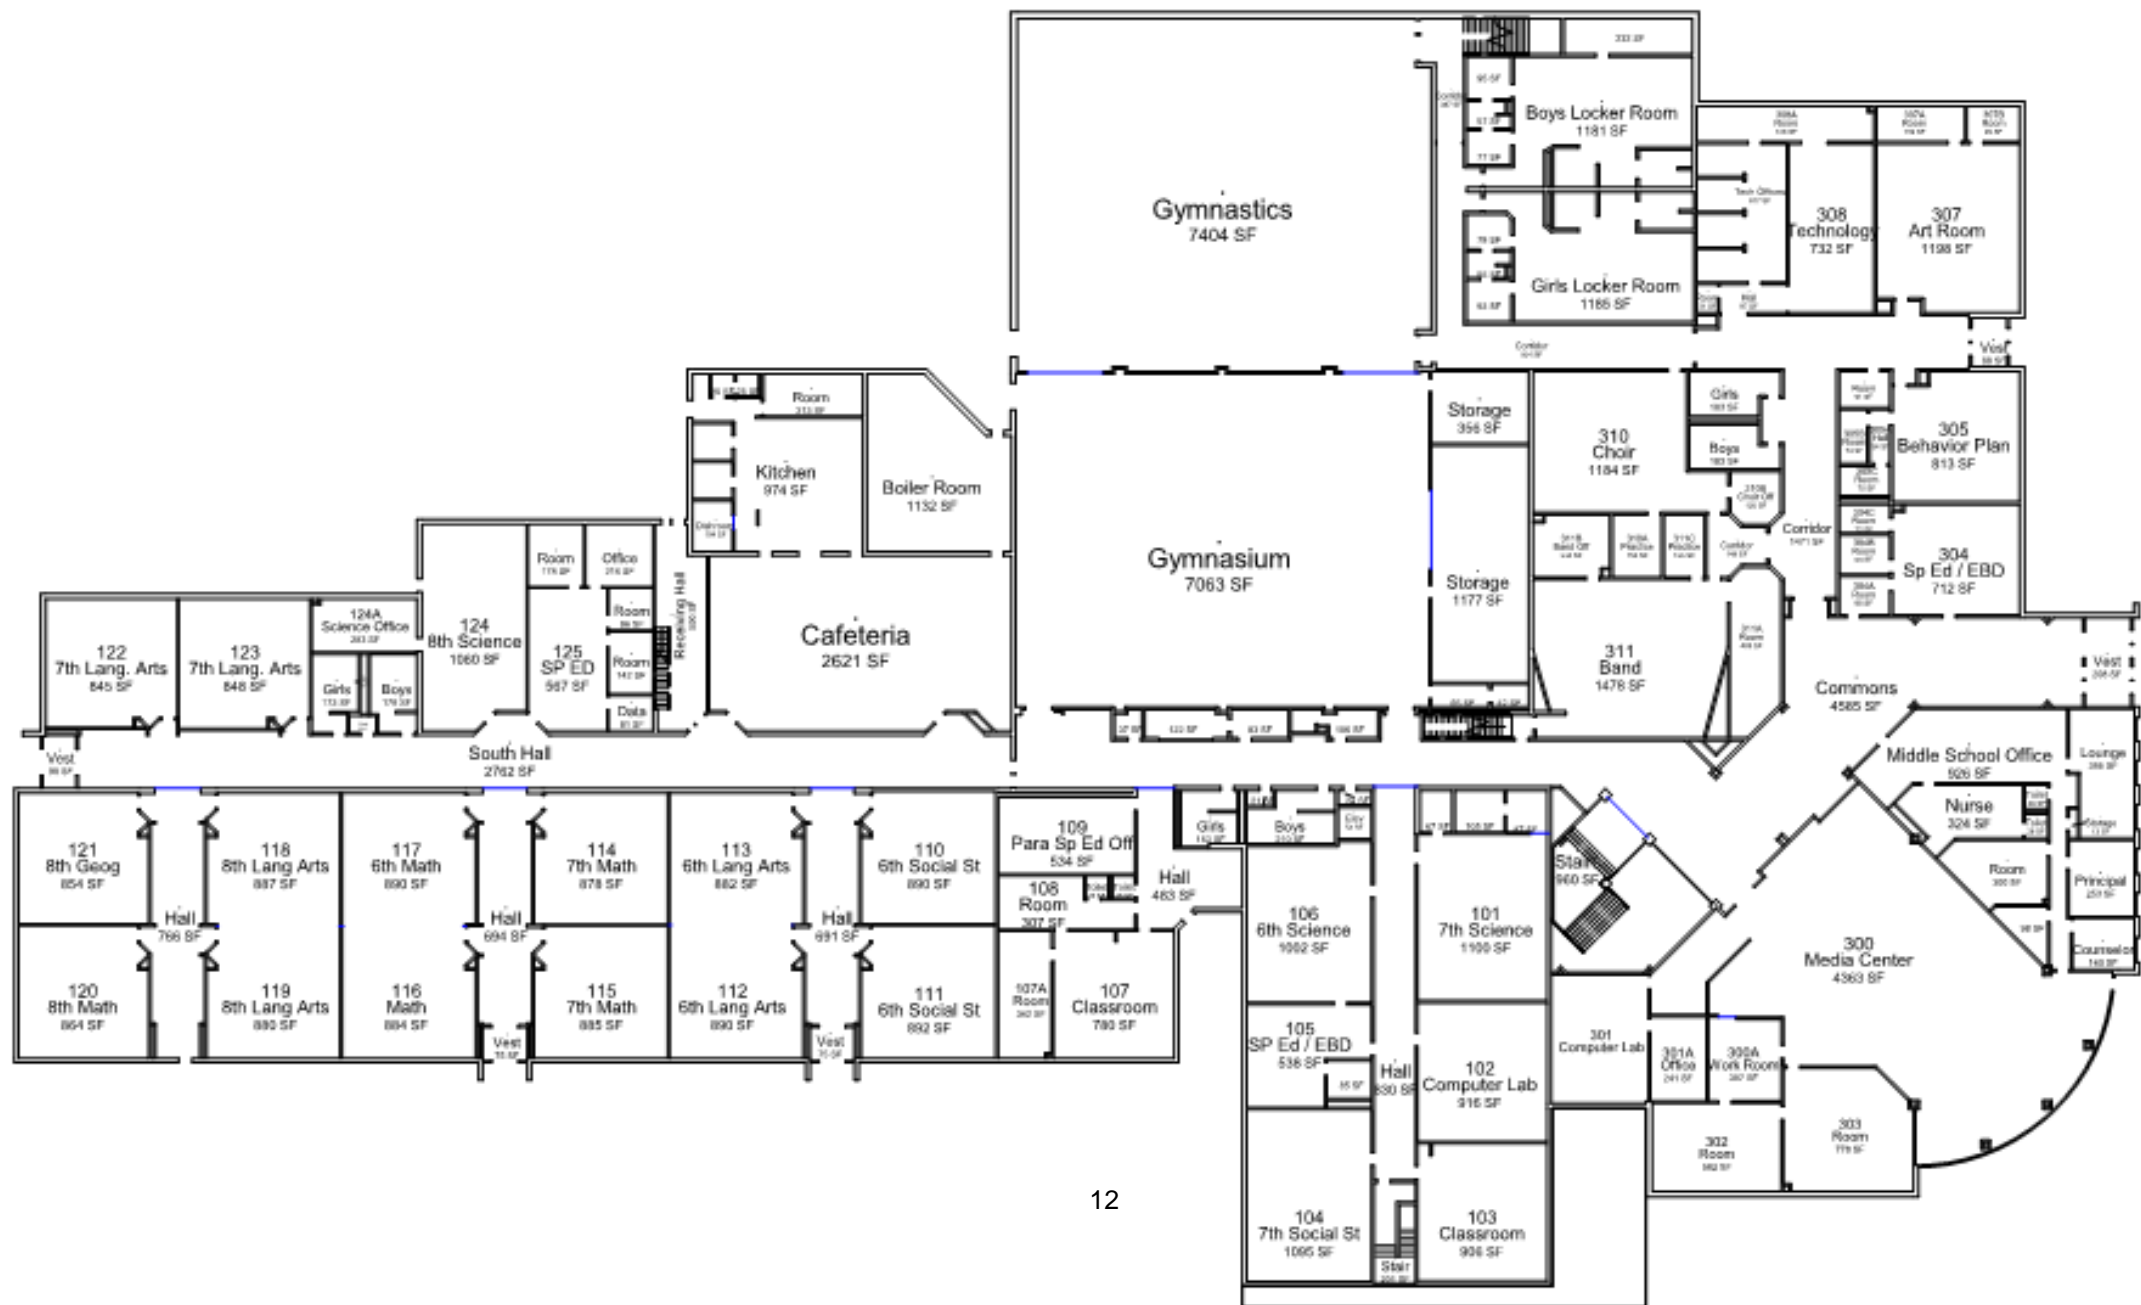 Gymnastics
7404 SF
233 SF
95 SF
57 SF
77 SF
Boys Locker Room
1181 SF
Girls Locker Room
1185 SF
308
Technology
732 SF
307
Art Room
1198 SF
Corridor
Vest
Room
Kitchen
974 SF
Boiler Room
1132 SF
Gymnasium
7063 SF
Storage
356 SF
Storage
1177 SF
310
Choir
1184 SF
Girls
Boys
305
Behavior Plan
813 SF
Corridor
304
Sp Ed / EBD
712 SF
Room
Office
Room
Room
Data
Receiving Hall
122
7th Lang. Arts
845 SF
123
7th Lang. Arts
848 SF
124A
Science Office
Girls
Boys
124
8th Science
1060 SF
125
SP ED
567 SF
Cafeteria
2621 SF
311
Band
1478 SF
Commons
4585 SF
Vest
Vest
South Hall
2762 SF
Middle School Office
926 SF
Lounge
Nurse
324 SF
Room
Principal
Counselor
121
8th Geog
854 SF
118
8th Lang Arts
887 SF
117
6th Math
890 SF
114
7th Math
878 SF
113
6th Lang Arts
882 SF
110
6th Social St
890 SF
109
Para Sp Ed Off
534 SF
108
Room
307 SF
Hall
483 SF
Girls
Boys
Stair
960 SF
Hall
766 SF
Hall
694 SF
Hall
691 SF
106
6th Science
1002 SF
101
7th Science
1100 SF
300
Media Center
4363 SF
120
8th Math
864 SF
119
8th Lang Arts
880 SF
116
Math
884 SF
115
7th Math
885 SF
112
6th Lang Arts
890 SF
111
6th Social St
892 SF
107A
Room
107
Classroom
780 SF
Vest
Vest
105
SP Ed / EBD
538 SF
Hall
830 SF
102
Computer Lab
916 SF
301
Computer Lab
301A
Office
241 SF
300A
Work Room
302
Room
303
Room
104
7th Social St
1095 SF
103
Classroom
906 SF
Stair
12